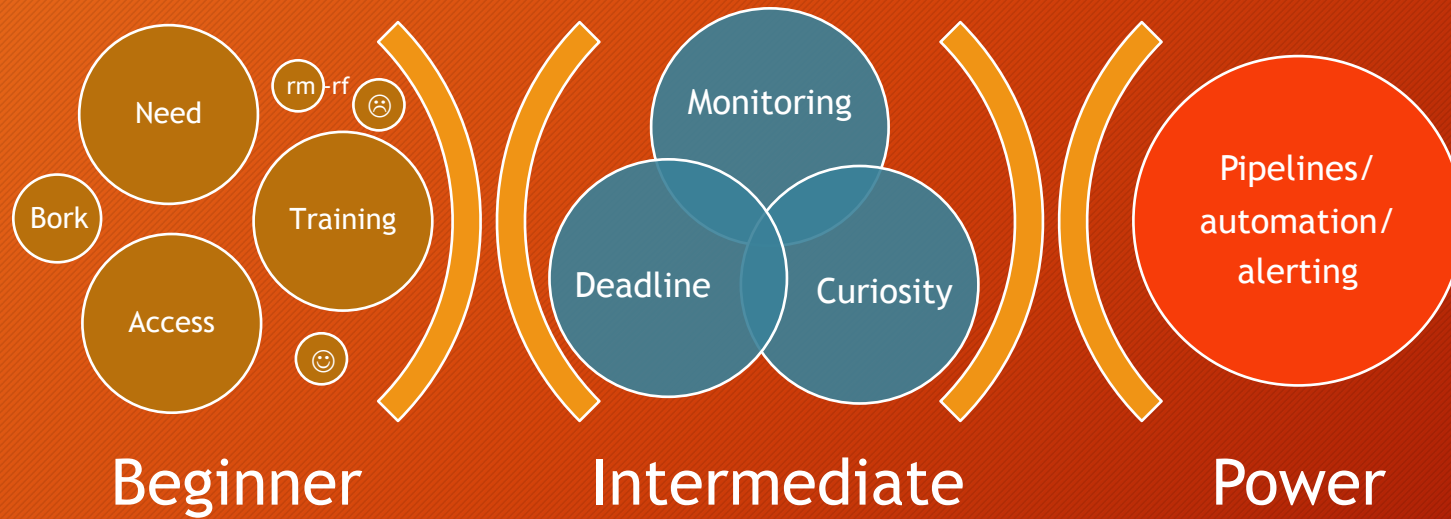 Need
rm -rf
☹
Bork
Training
Access
☺
Monitoring
Deadline
Curiosity
Pipelines/
automation/
alerting
Beginner
Intermediate
Power